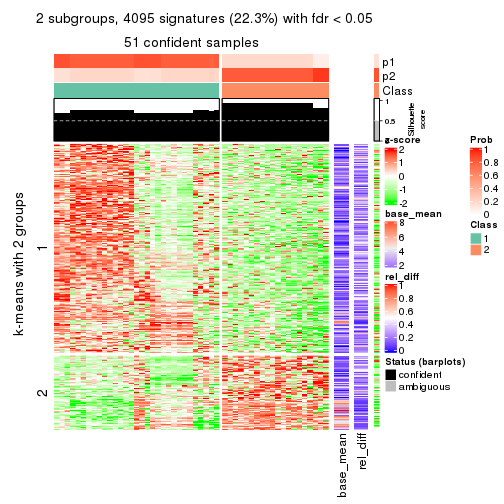 2 subgroups, 4095 signatures (22.3%) with fdr < 0.05
51 confident samples
p1
p2
Class
1
0.5
0
Silhouette
score
k-means with 2 groups
1
2
base_mean
rel_diff
z-score
2
1
0
-1
-2
base_mean
8
6
4
2
rel_diff
1
0.8
0.6
0.4
0.2
0
Status (barplots)
confident
ambiguous
Prob
1
0.8
0.6
0.4
0.2
0
Class
1
2